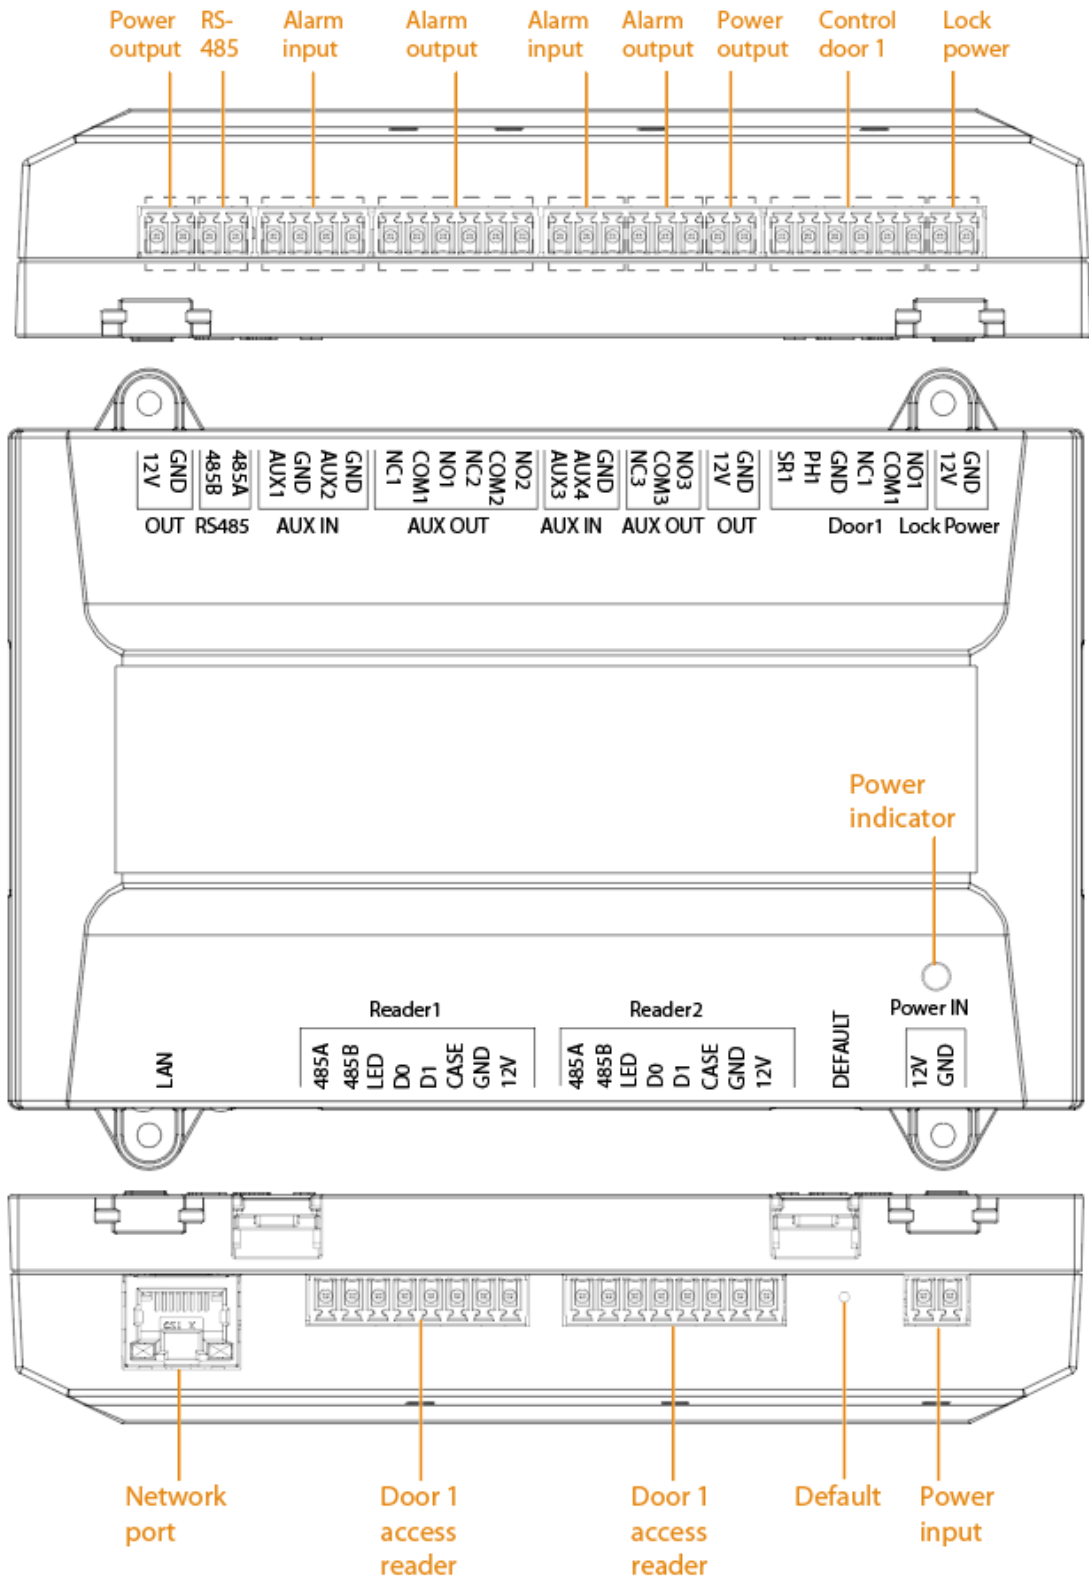 Power output
RS-485
Alarm input
Alarm output
Alarm input
Alarm output
Power output
Control door 1
Lock power
12V
GND
485B
485A
AUX1
GND
AUX2
GND
NC1
COM1
NO1
NC2
COM2
NO2
AUX3
AUX4
GND
NC3
COM3
NO3
12V
GND
SR1
PH1
GND
NC1
COM1
NO1
12V
GND
OUT
RS485
AUX IN
AUX OUT
AUX IN
AUX OUT
OUT
Door1
Lock Power
Power
indicator
Reader1
Reader2
Power IN
LAN
485A
485B
LED
D0
D1
CASE
GND
12V
485A
485B
LED
D0
D1
CASE
GND
12V
DEFAULT
12V
GND
Network
port
Door 1
access
reader
Door 1
access
reader
Default
Power
input